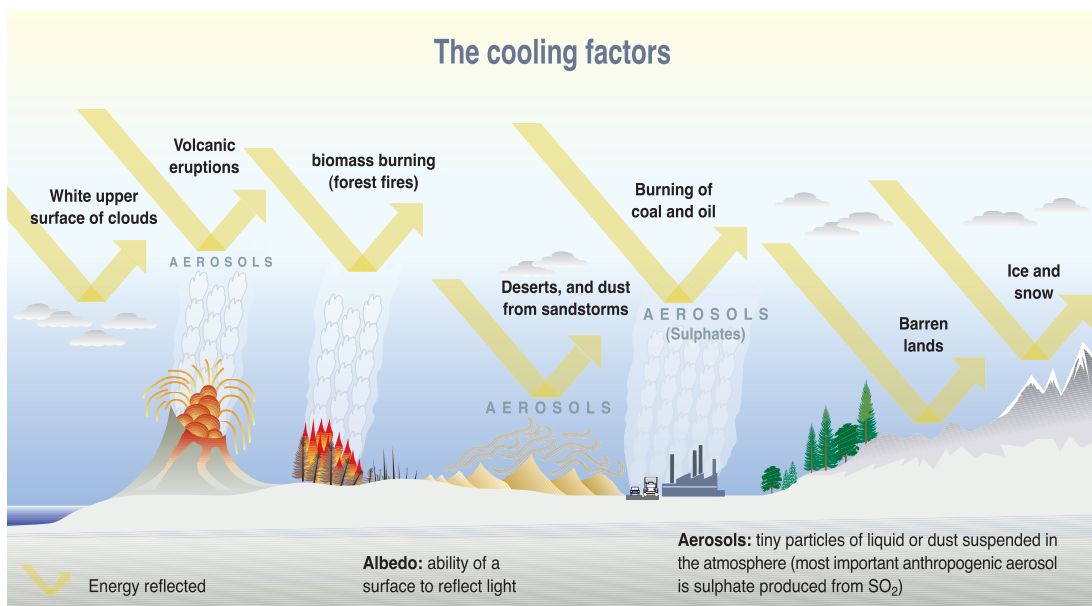 The cooling factors
White upper
surface of clouds
Volcanic
eruptions
AEROSOLS
biomass burning
(forest fires)
Deserts, and dust
from sandstorms
AEROSOLS
Burning of
coal and oil
AEROSOLS
(Sulphates)
Barren
lands
Ice and
snow
Energy reflected
Albedo: ability of a
surface to reflect light
Aerosols: tiny particles of liquid or dust suspended in
the atmosphere (most important anthropogenic aerosol
is sulphate produced from SO₂)